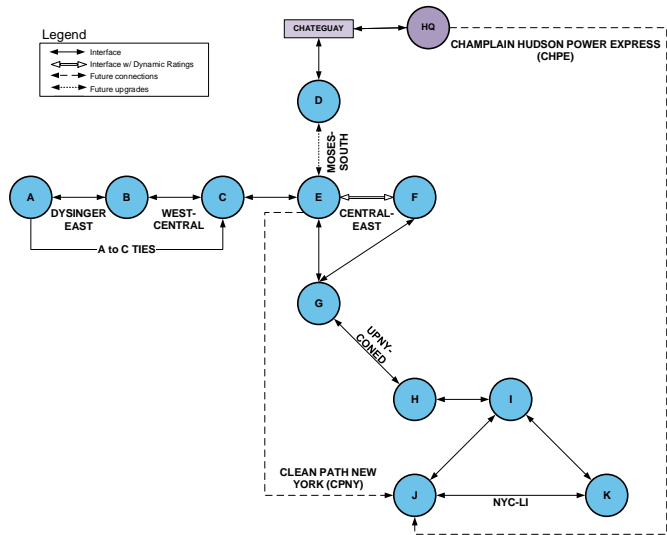 CHATEGUAY
HQ
CHAMPLAIN HUDSON POWER EXPRESS
(CHPE)
Legend
Interface
Interface w/ Dynamic Ratings
Future connections
Future upgrades
D
MOSES-
SOUTH
A
B
C
E
F
DYSINGER
EAST
WEST-
CENTRAL
CENTRAL-
EAST
A to C TIES
G
UPNY-
CONED
H
I
CLEAN PATH NEW
YORK (CPNY)
J
K
NYC-LI